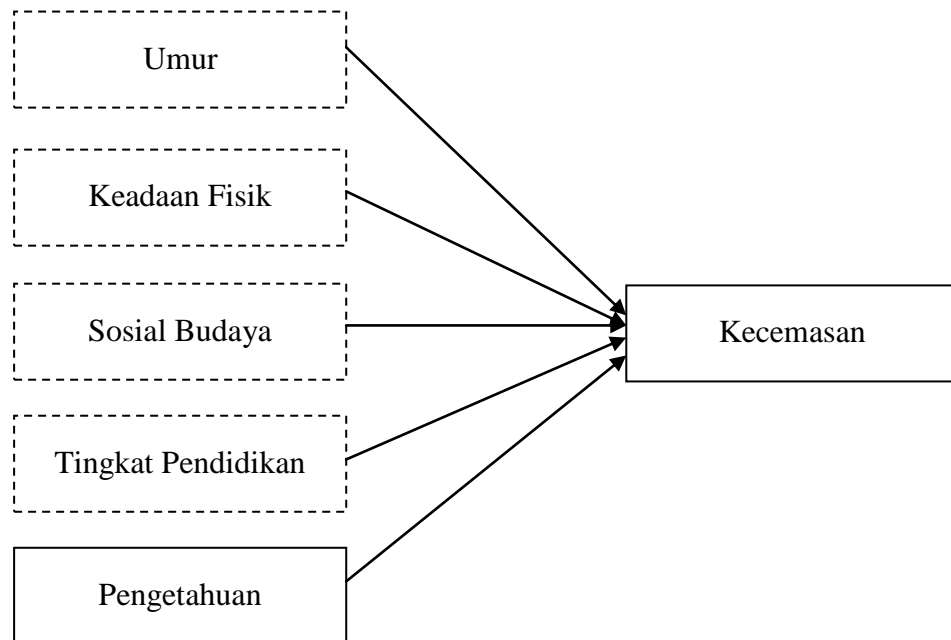 Umur
Keadaan Fisik
Sosial Budaya
Kecemasan
Tingkat Pendidikan
Pengetahuan